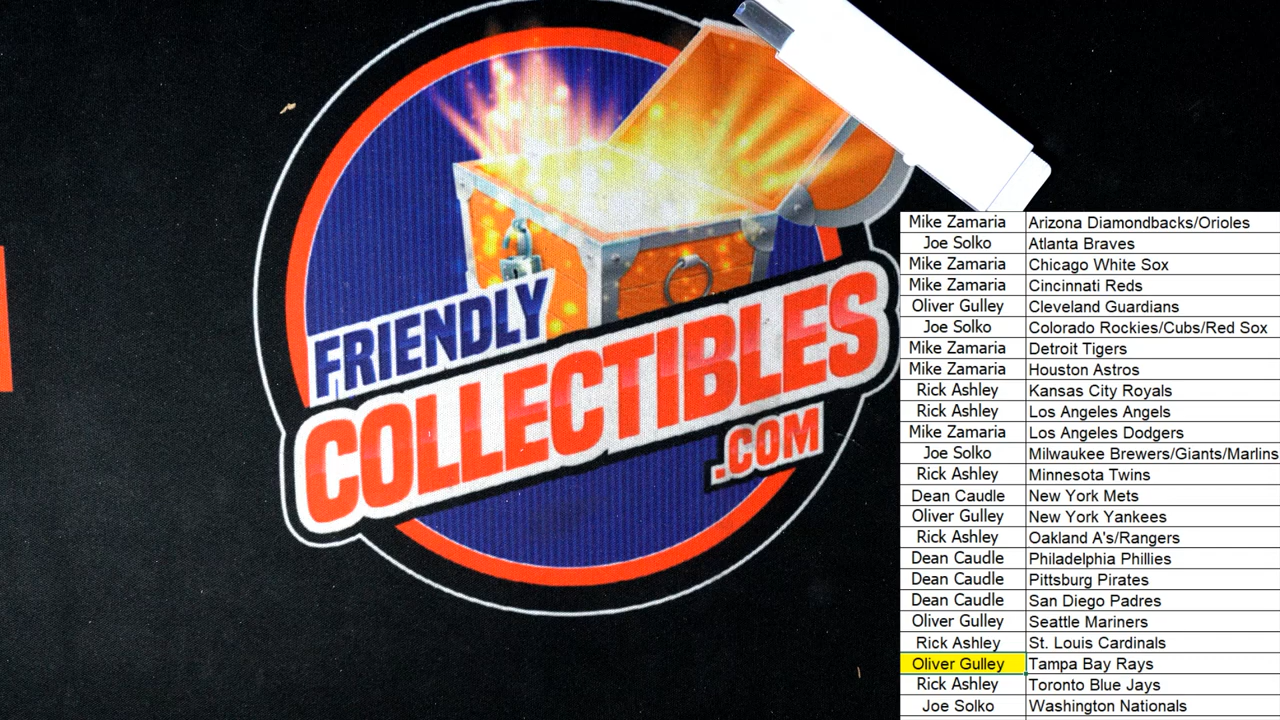 FRIENDLY
COLLECTIBLES
.COM
Mike Zamaria Arizona Diamondbacks/Orioles
Joe Solko Atlanta Braves
Mike Zamaria Chicago White Sox
Mike Zamaria Cincinnati Reds
Oliver Gulley Cleveland Guardians
Joe Solko Colorado Rockies/Cubs/Red Sox
Mike Zamaria Detroit Tigers
Mike Zamaria Houston Astros
Rick Ashley Kansas City Royals
Rick Ashley Los Angeles Angels
Mike Zamaria Los Angeles Dodgers
Joe Solko Milwaukee Brewers/Giants/Marlins
Rick Ashley Minnesota Twins
Dean Caudle New York Mets
Oliver Gulley New York Yankees
Rick Ashley Oakland A's/Rangers
Dean Caudle Philadelphia Phillies
Dean Caudle Pittsburg Pirates
Dean Caudle San Diego Padres
Oliver Gulley Seattle Mariners
Rick Ashley St. Louis Cardinals
Oliver Gulley Tampa Bay Rays
Rick Ashley Toronto Blue Jays
Joe Solko Washington Nationals